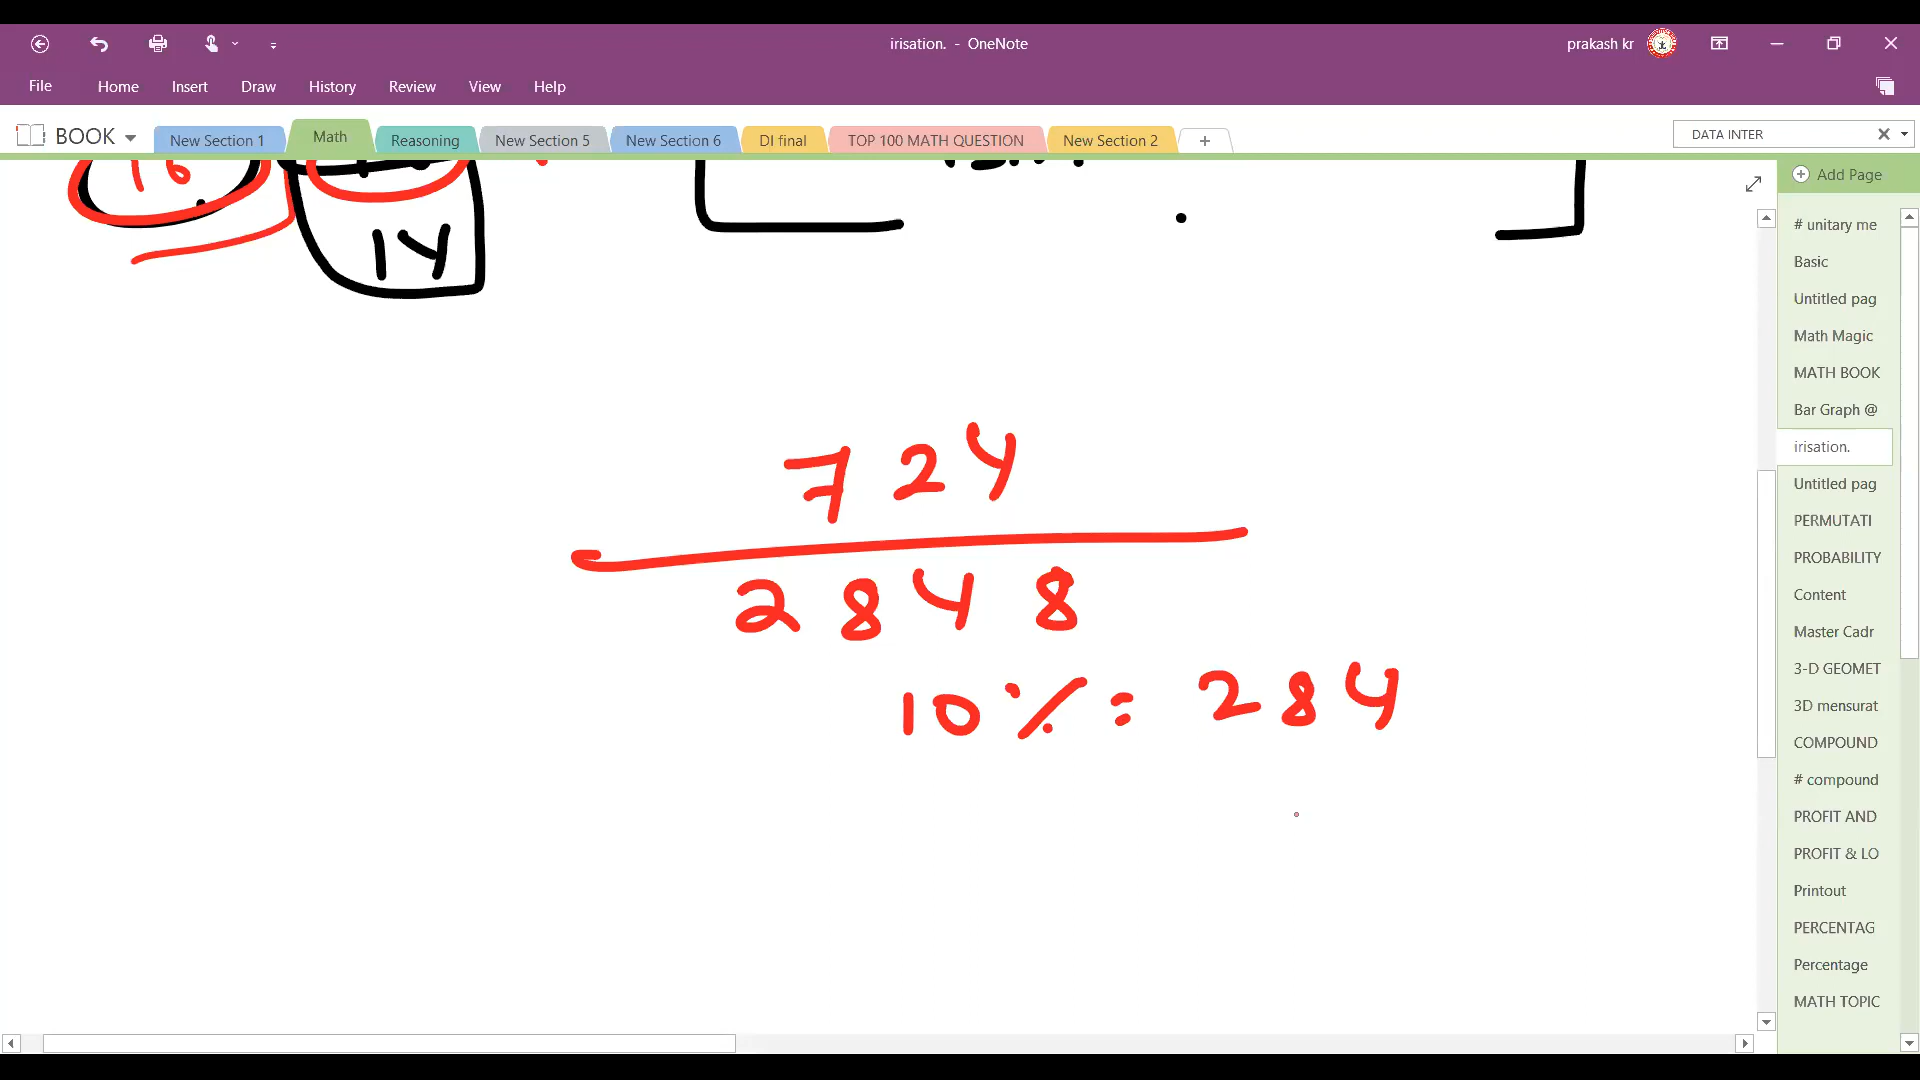 irisation. - OneNote
prakash kr
File Home Insert Draw History Review View Help
BOOK New Section 1 Math Reasoning New Section 5 New Section 6 DI final TOP 100 MATH QUESTION New Section 2 +
DATA INTER
Add Page
# unitary me
Basic
Untitled pag
Math Magic
MATH BOOK
Bar Graph @
irisation.
Untitled pag
PERMUTATI
PROBABILITY
Content
Master Cadr
3-D GEOMET
3D mensurat
COMPOUND
# compound
PROFIT AND
PROFIT & LO
Printout
PERCENTAG
Percentage
MATH TOPIC
16
14
724
2848
10% = 284